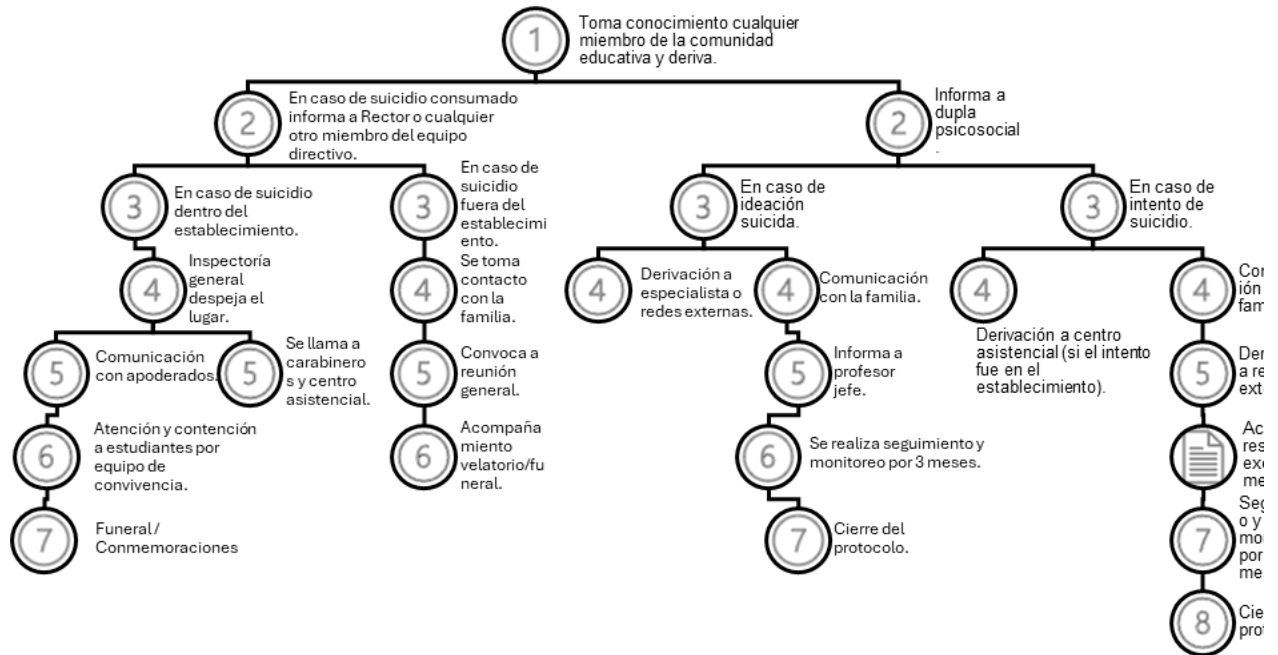 1
Toma conocimiento cualquier
miembro de la comunidad
educativa y deriva.
2
En caso de suicidio consumado
informa a Rector o cualquier
otro miembro del equipo
directivo.
2
Informa a
dupla
psicosocial
.
3
En caso de suicidio
dentro del
establecimiento.
3
En caso de
suicidio
fuera del
establecimi
ento.
3
En caso de
ideación
suicida.
3
En caso de
intento de
suicidio.
4
Inspectoría
general
despeja el
lugar.
4
Se toma
contacto
con la
familia.
4
Derivación a
especialista o
redes externas.
4
Comunicación
con la familia.
4
Derivación a centro
asistencial (si el intento
fue en el
establecimiento).
4
ión
5
Comunicación
con apoderados.
5
Se llama a
carabinero
s y centro
asistencial.
5
Convoca a
reunión
general.
5
Informa a
profesor
jefe.
5
a re
6
Atención y contención
a estudiantes por
equipo de
convivencia.
6
Acompaña
miento
velatorio/fu
neral.
6
Se realiza seguimiento y
monitoreo por 3 meses.
7
Funeral /
Conmemoraciones
7
Cierre del
protocolo.
7
o y
por
8